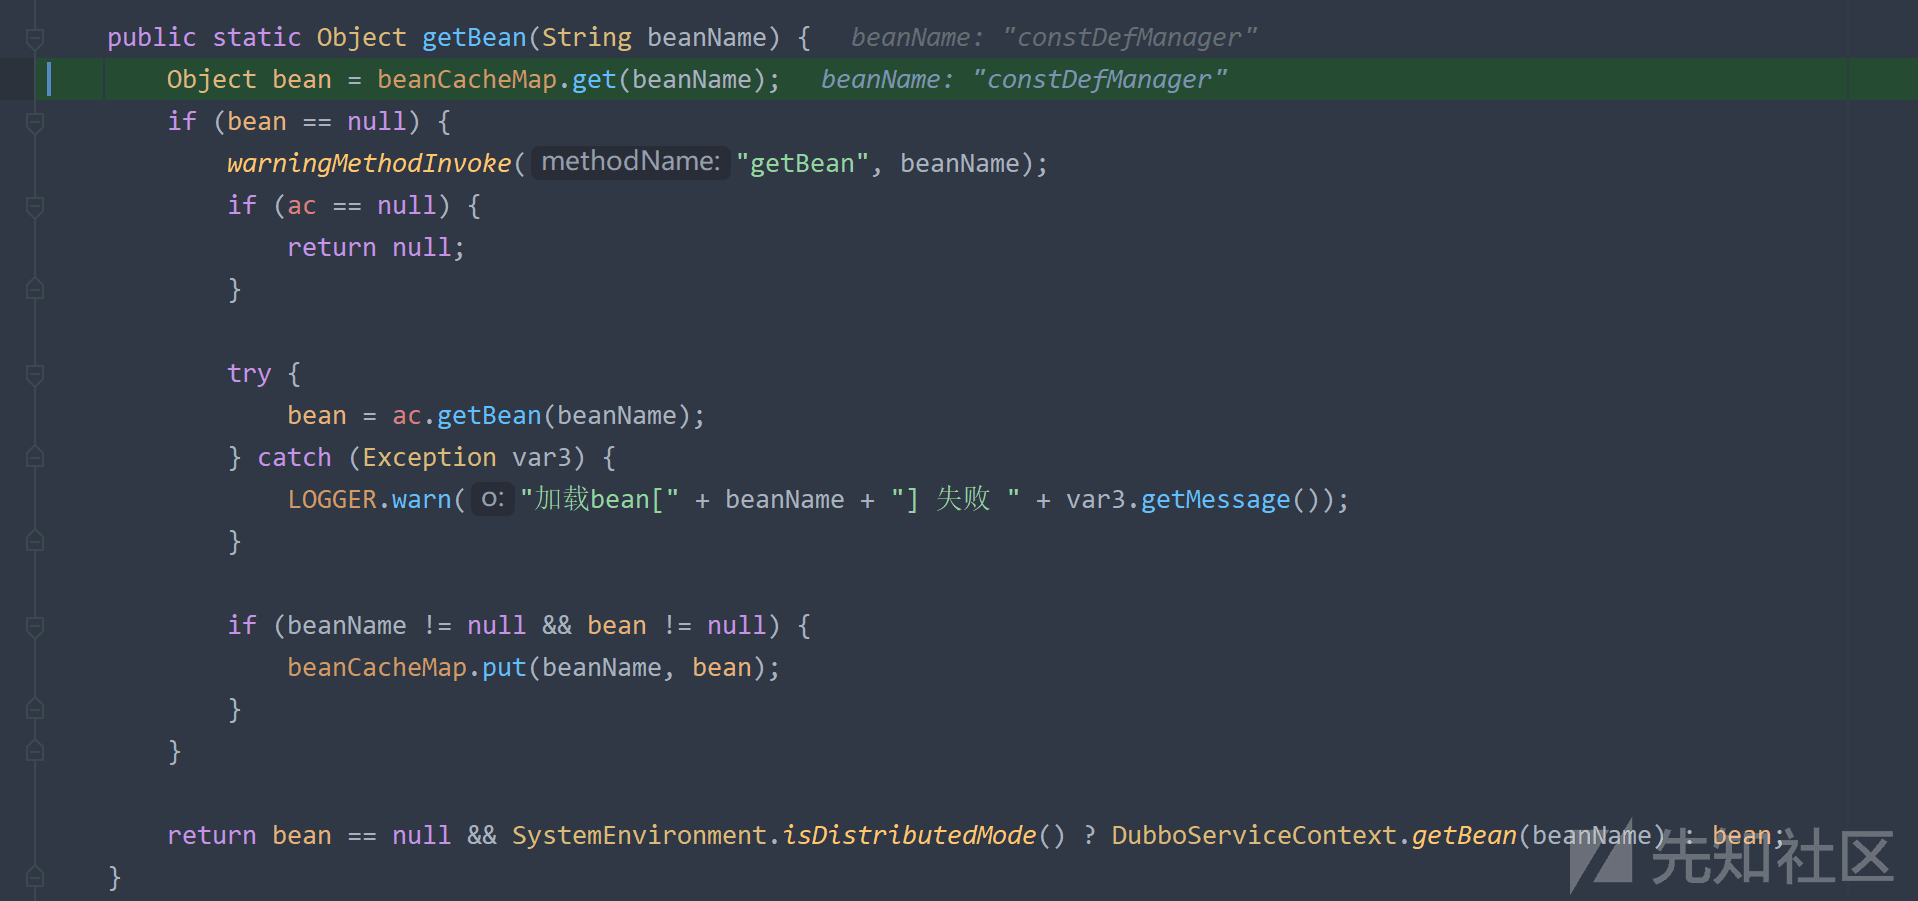 public static Object getBean(String beanName) {   beanName: "constDefManager"
    Object bean = beanCacheMap.get(beanName);   beanName: "constDefManager"
    if (bean == null) {
        warningMethodInvoke( methodName: "getBean", beanName);
        if (ac == null) {
            return null;
        }

        try {
            bean = ac.getBean(beanName);
        } catch (Exception var3) {
            LOGGER.warn( o: "加载bean[" + beanName + "] 失败 " + var3.getMessage());
        }

        if (beanName != null && bean != null) {
            beanCacheMap.put(beanName, bean);
        }
    }

    return bean == null && SystemEnvironment.isDistributedMode() ? DubboServiceContext.getBean(beanName) : bean;
}
先知社区